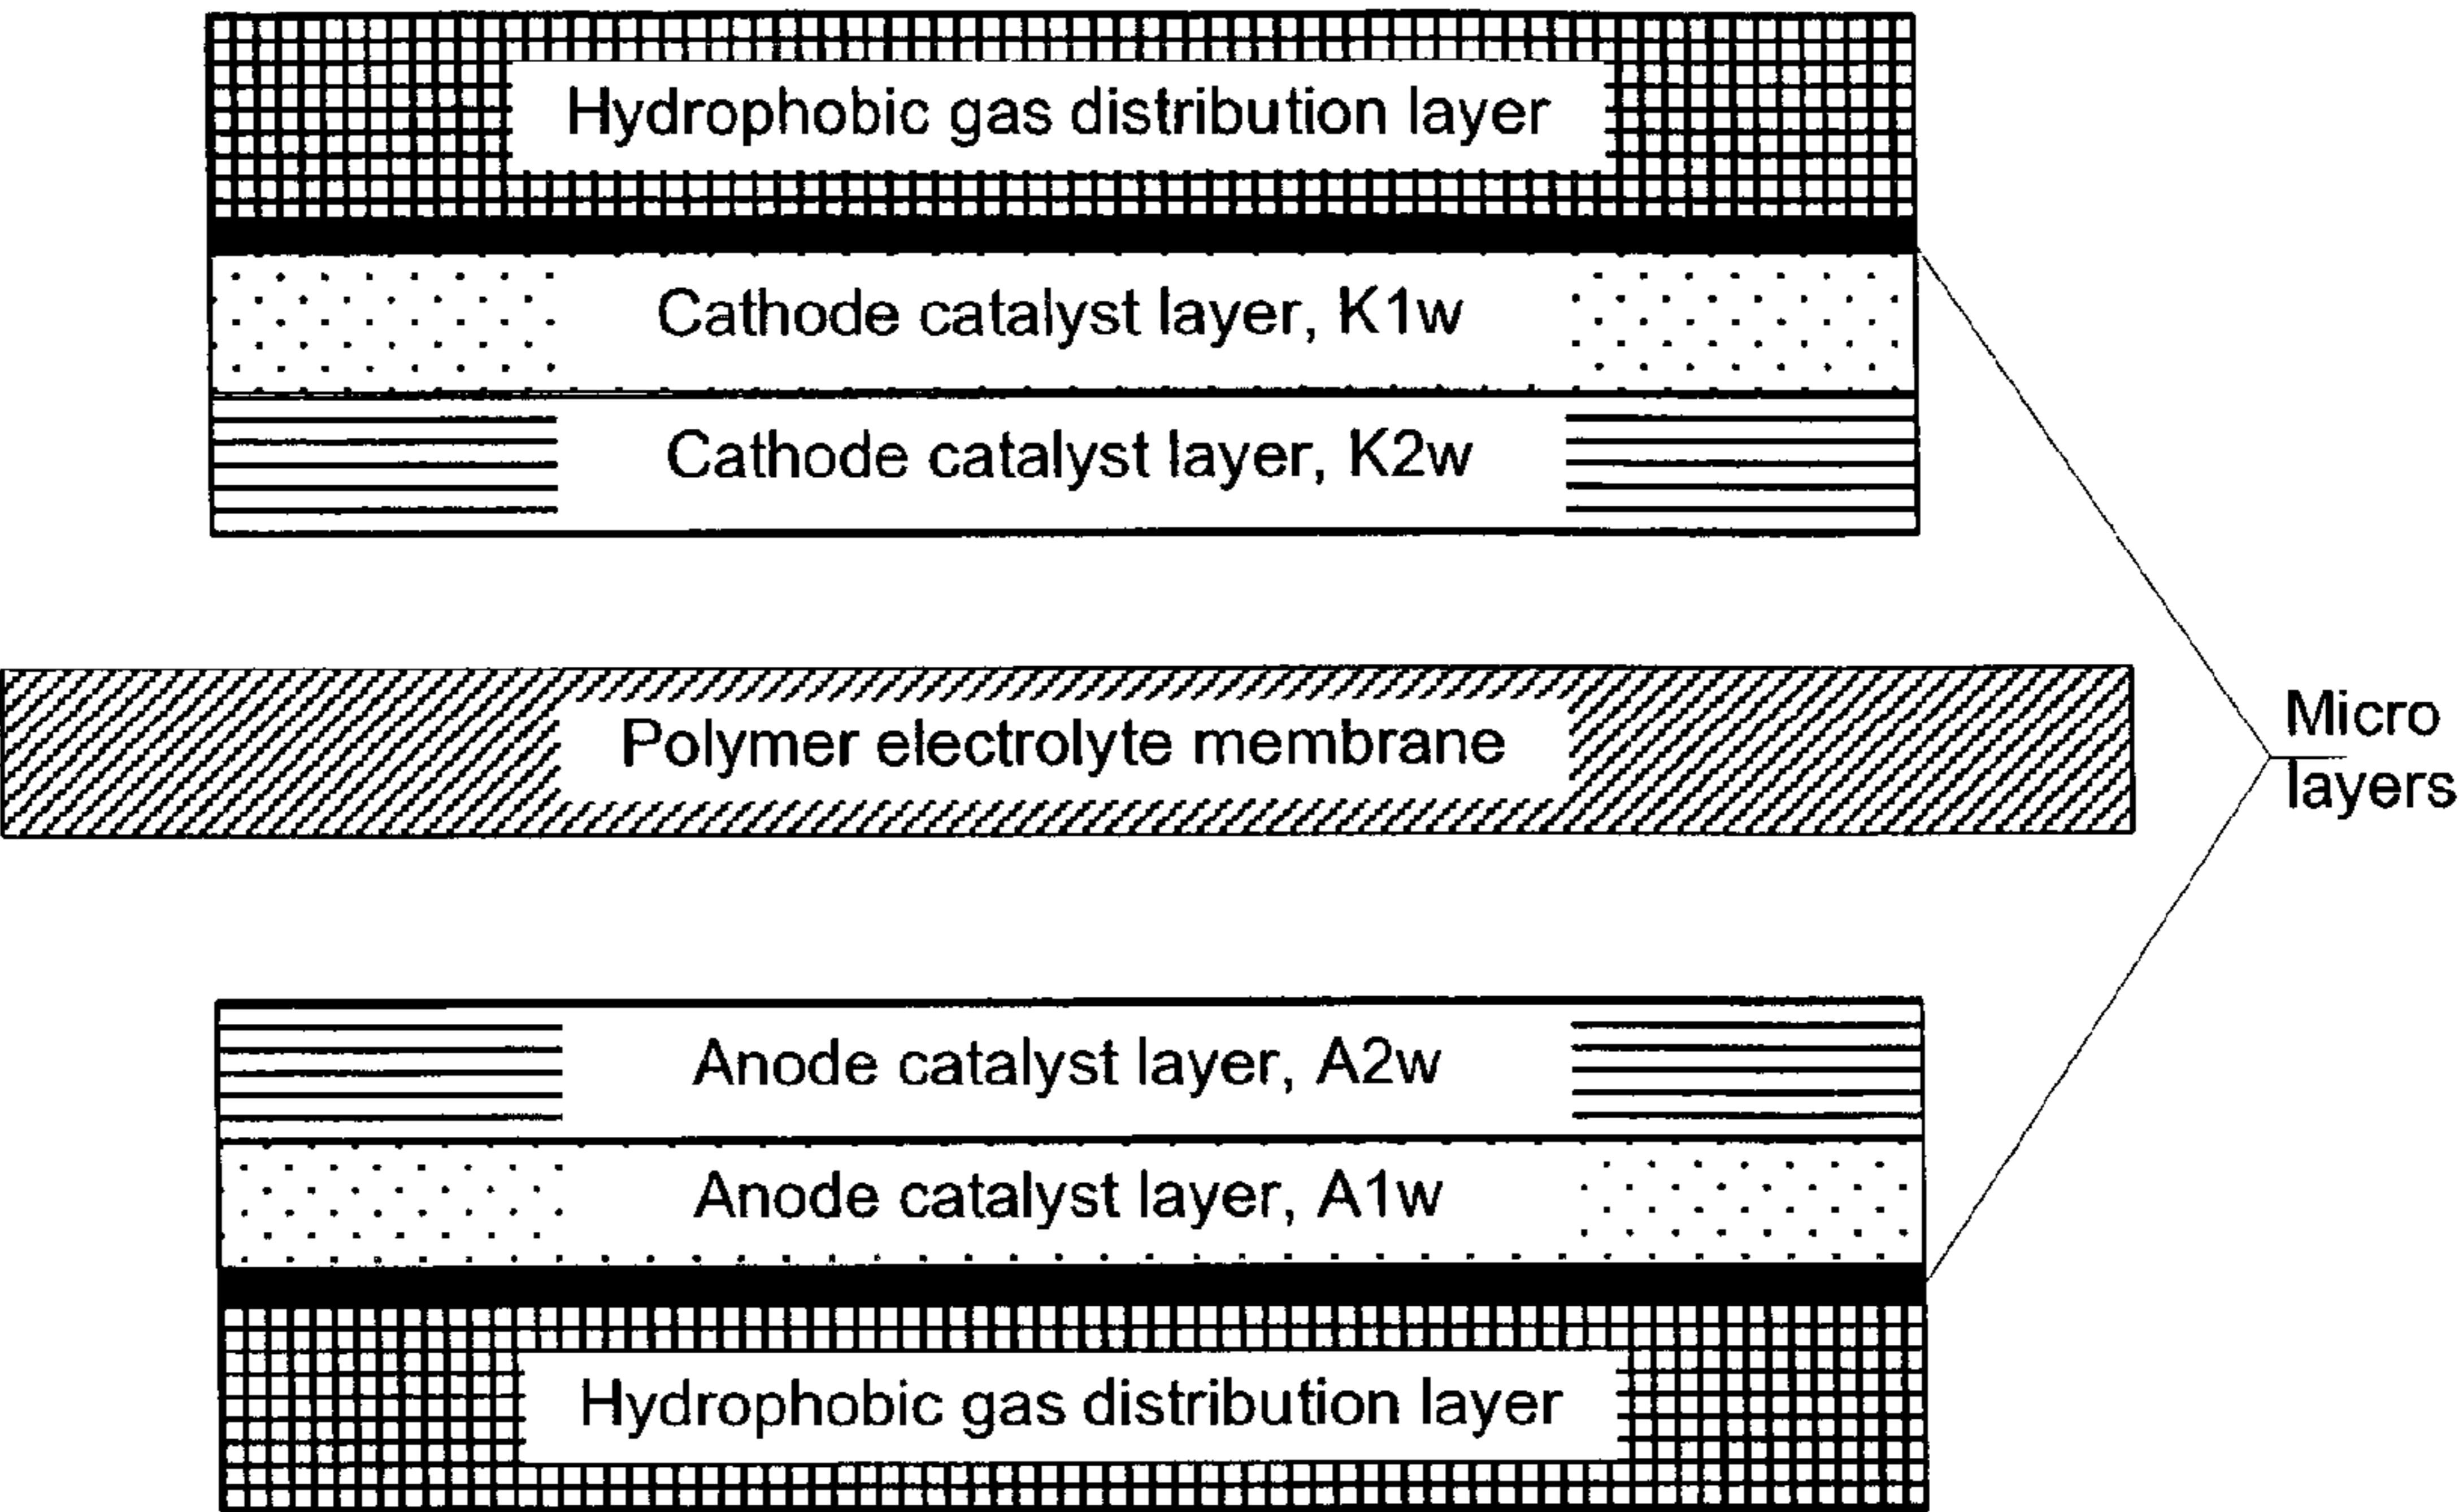 Hydrophobic gas distribution layer
Cathode catalyst layer, K1w
Cathode catalyst layer, K2w
Polymer electrolyte membrane
Micro
layers
Anode catalyst layer, A2w
Anode catalyst layer, A1w
Hydrophobic gas distribution layer